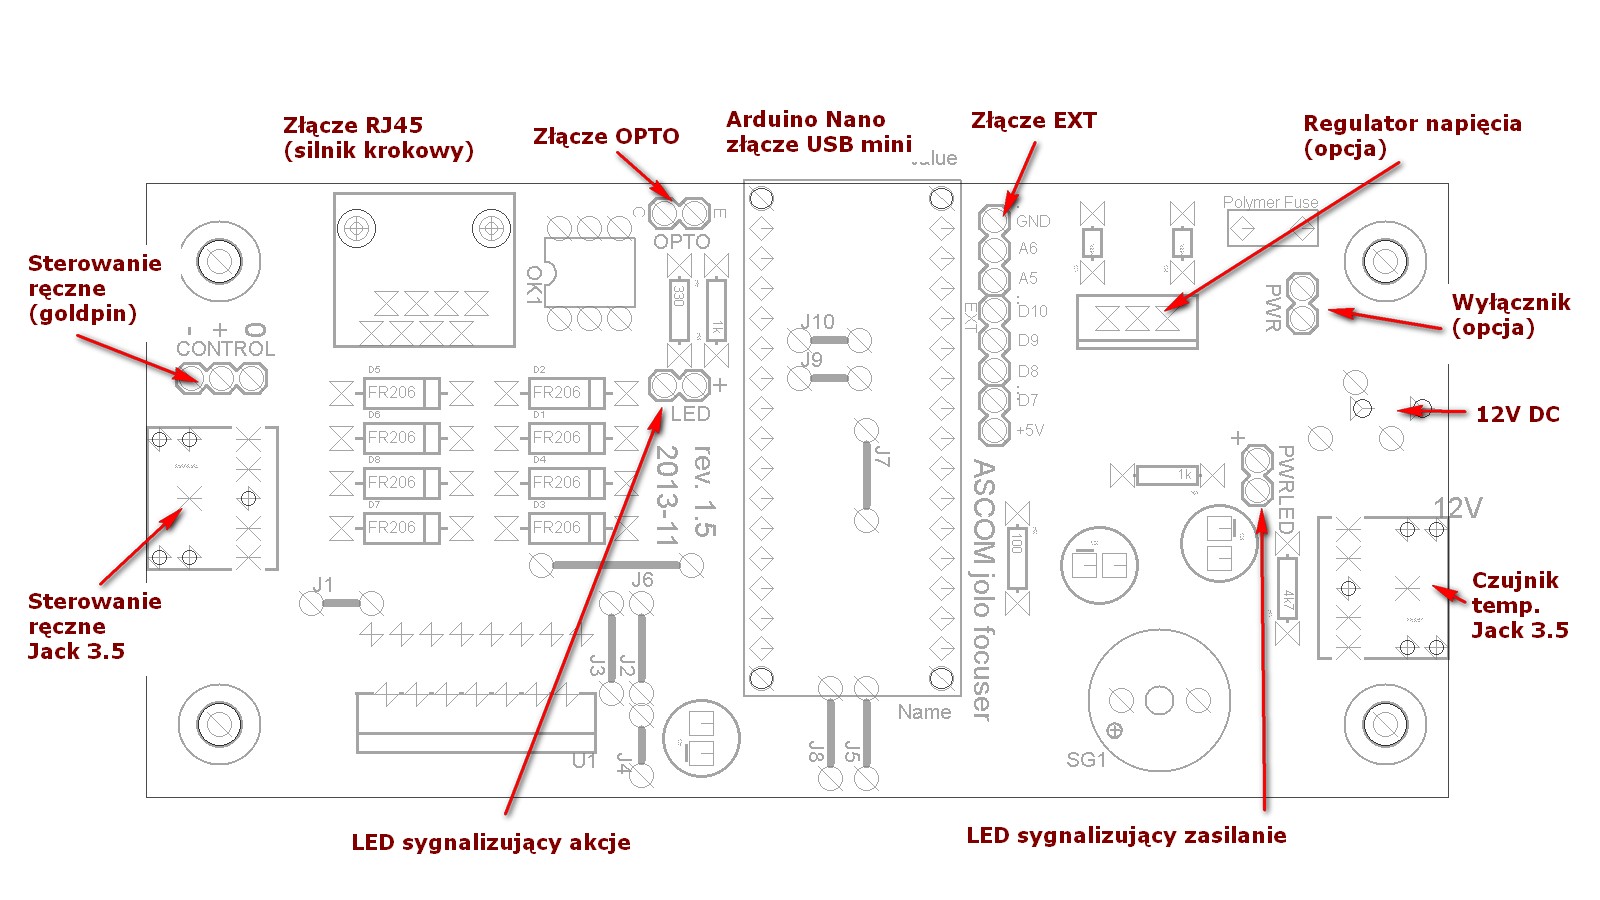 Złącze RJ45
(silnik krokowy)
Złącze OPTO
Arduino Nano
złącze USB mini
Value
Złącze EXT
Regulator napięcia
(opcja)
Polymer Fuse
C
E
OPTO
GND
A6
A5
D10
D9
D8
D7
+5V
EXT
Sterowanie
ręczne
(goldpin)
- + 0
CONTROL
OK1
330
1k
J10
J9
J7
PWR
Wyłącznik
(opcja)
12V DC
+
LED
D5
FR206
D2
FR206
D6
FR206
D1
FR206
D8
FR206
D4
FR206
D7
FR206
D3
FR206
rev. 1.5
2013-11
ASCOM jolo focuser
+
PWRLED
1k
100
4k7
12V
Czujnik
temp.
Jack 3.5
Sterowanie
ręczne
Jack 3.5
J1
J6
J3
J2
J4
U1
Name
J8
J5
SG1
LED sygnalizujący akcje
LED sygnalizujący zasilanie